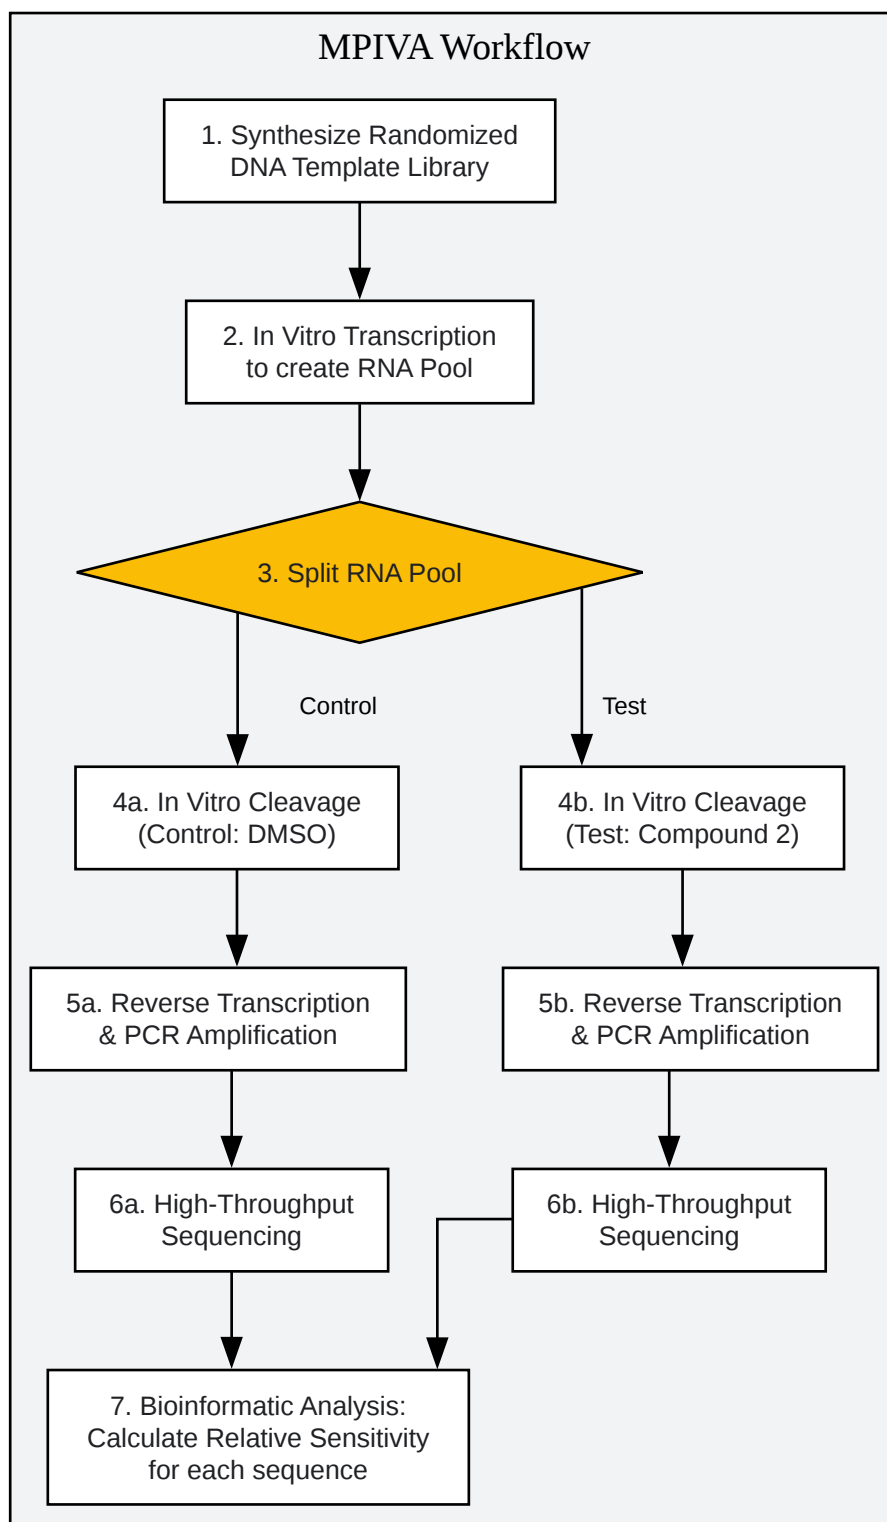 MPIVA Workflow
1. Synthesize Randomized
DNA Template Library
2. In Vitro Transcription
to create RNA Pool
3. Split RNA Pool
Control
Test
4a. In Vitro Cleavage
(Control: DMSO)
4b. In Vitro Cleavage
(Test: Compound 2)
5a. Reverse Transcription
& PCR Amplification
5b. Reverse Transcription
& PCR Amplification
6a. High-Throughput
Sequencing
6b. High-Throughput
Sequencing
7. Bioinformatic Analysis:
Calculate Relative Sensitivity
for each sequence